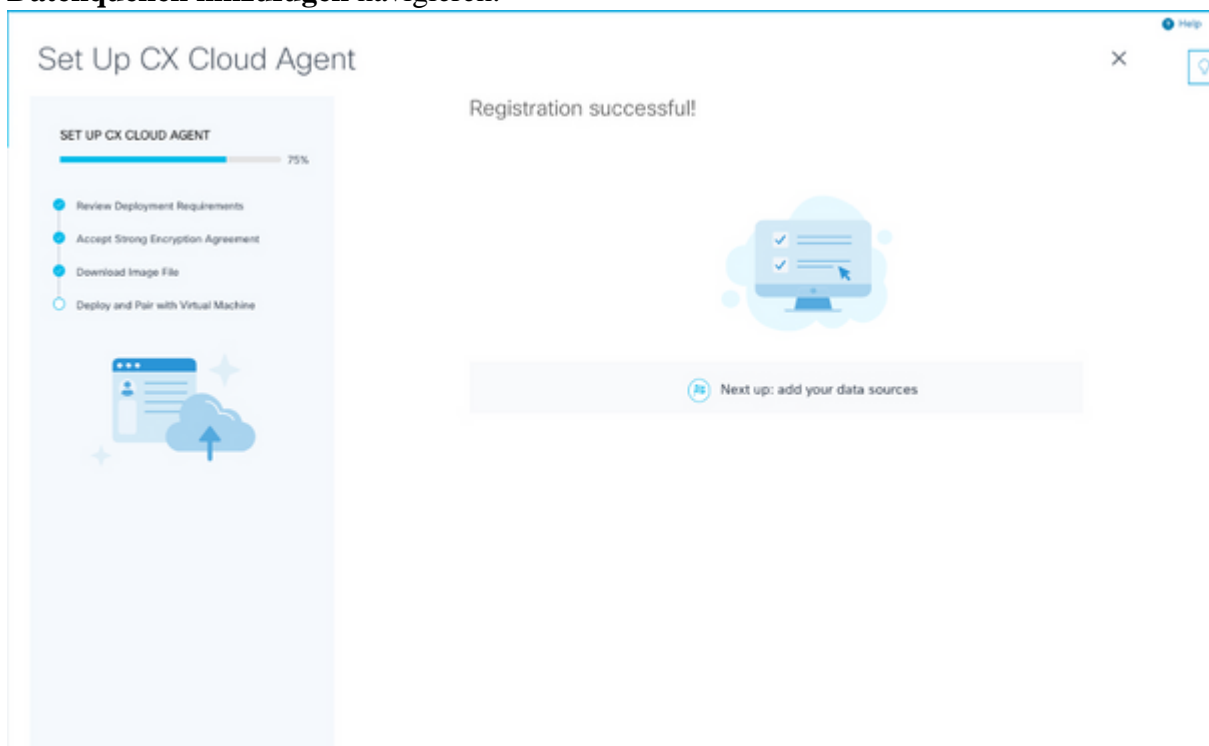 Datenquellen hinzufügen navigieren.
Help
Set Up CX Cloud Agent
SET UP CX CLOUD AGENT
75%
Review Deployment Requirements
Accept Strong Encryption Agreement
Download Image File
Deploy and Pair with Virtual Machine
Registration successful!
Next up: add your data sources